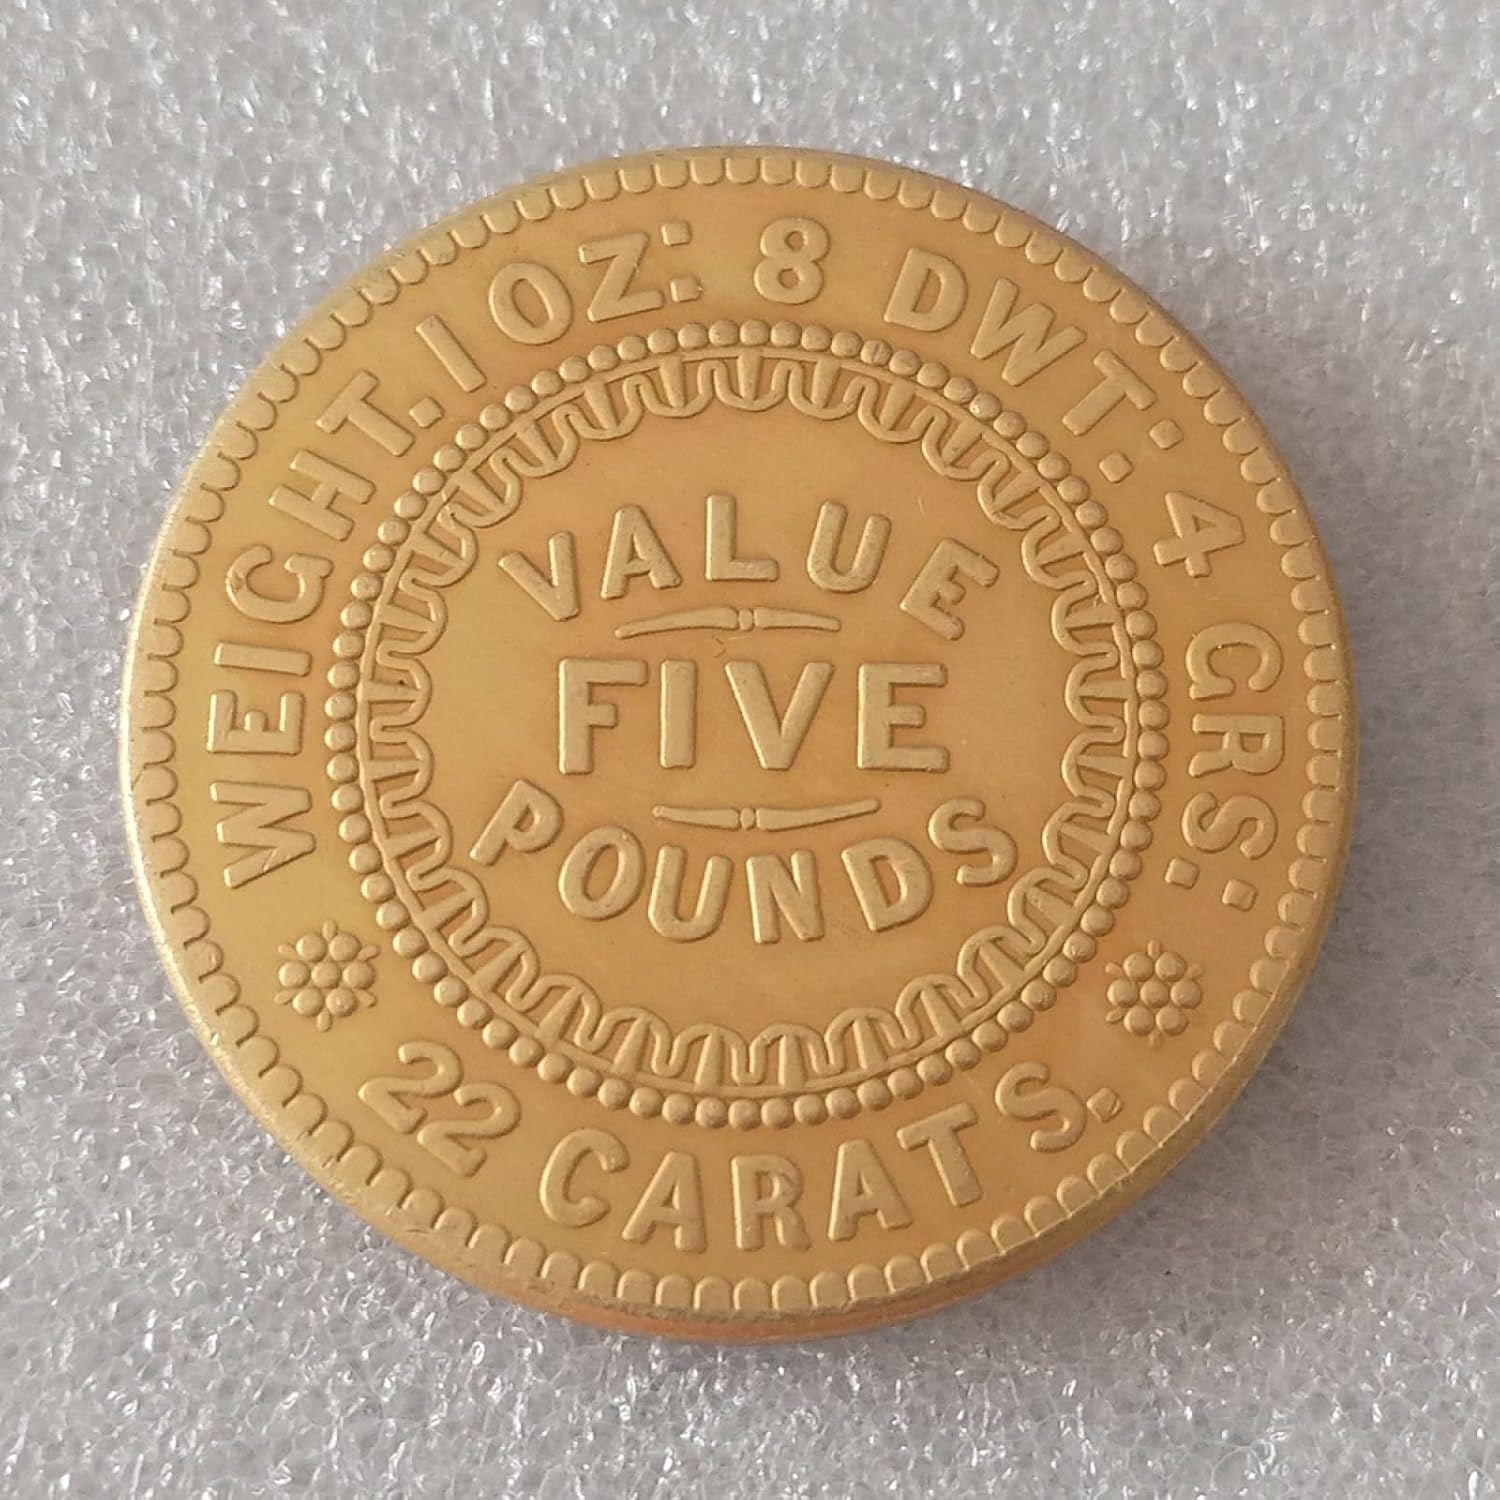 WEIGHT. 1 OZ: 8 DWT: 4 GRS:
VALUE
FIVE
POUNDS
22 CARATS.